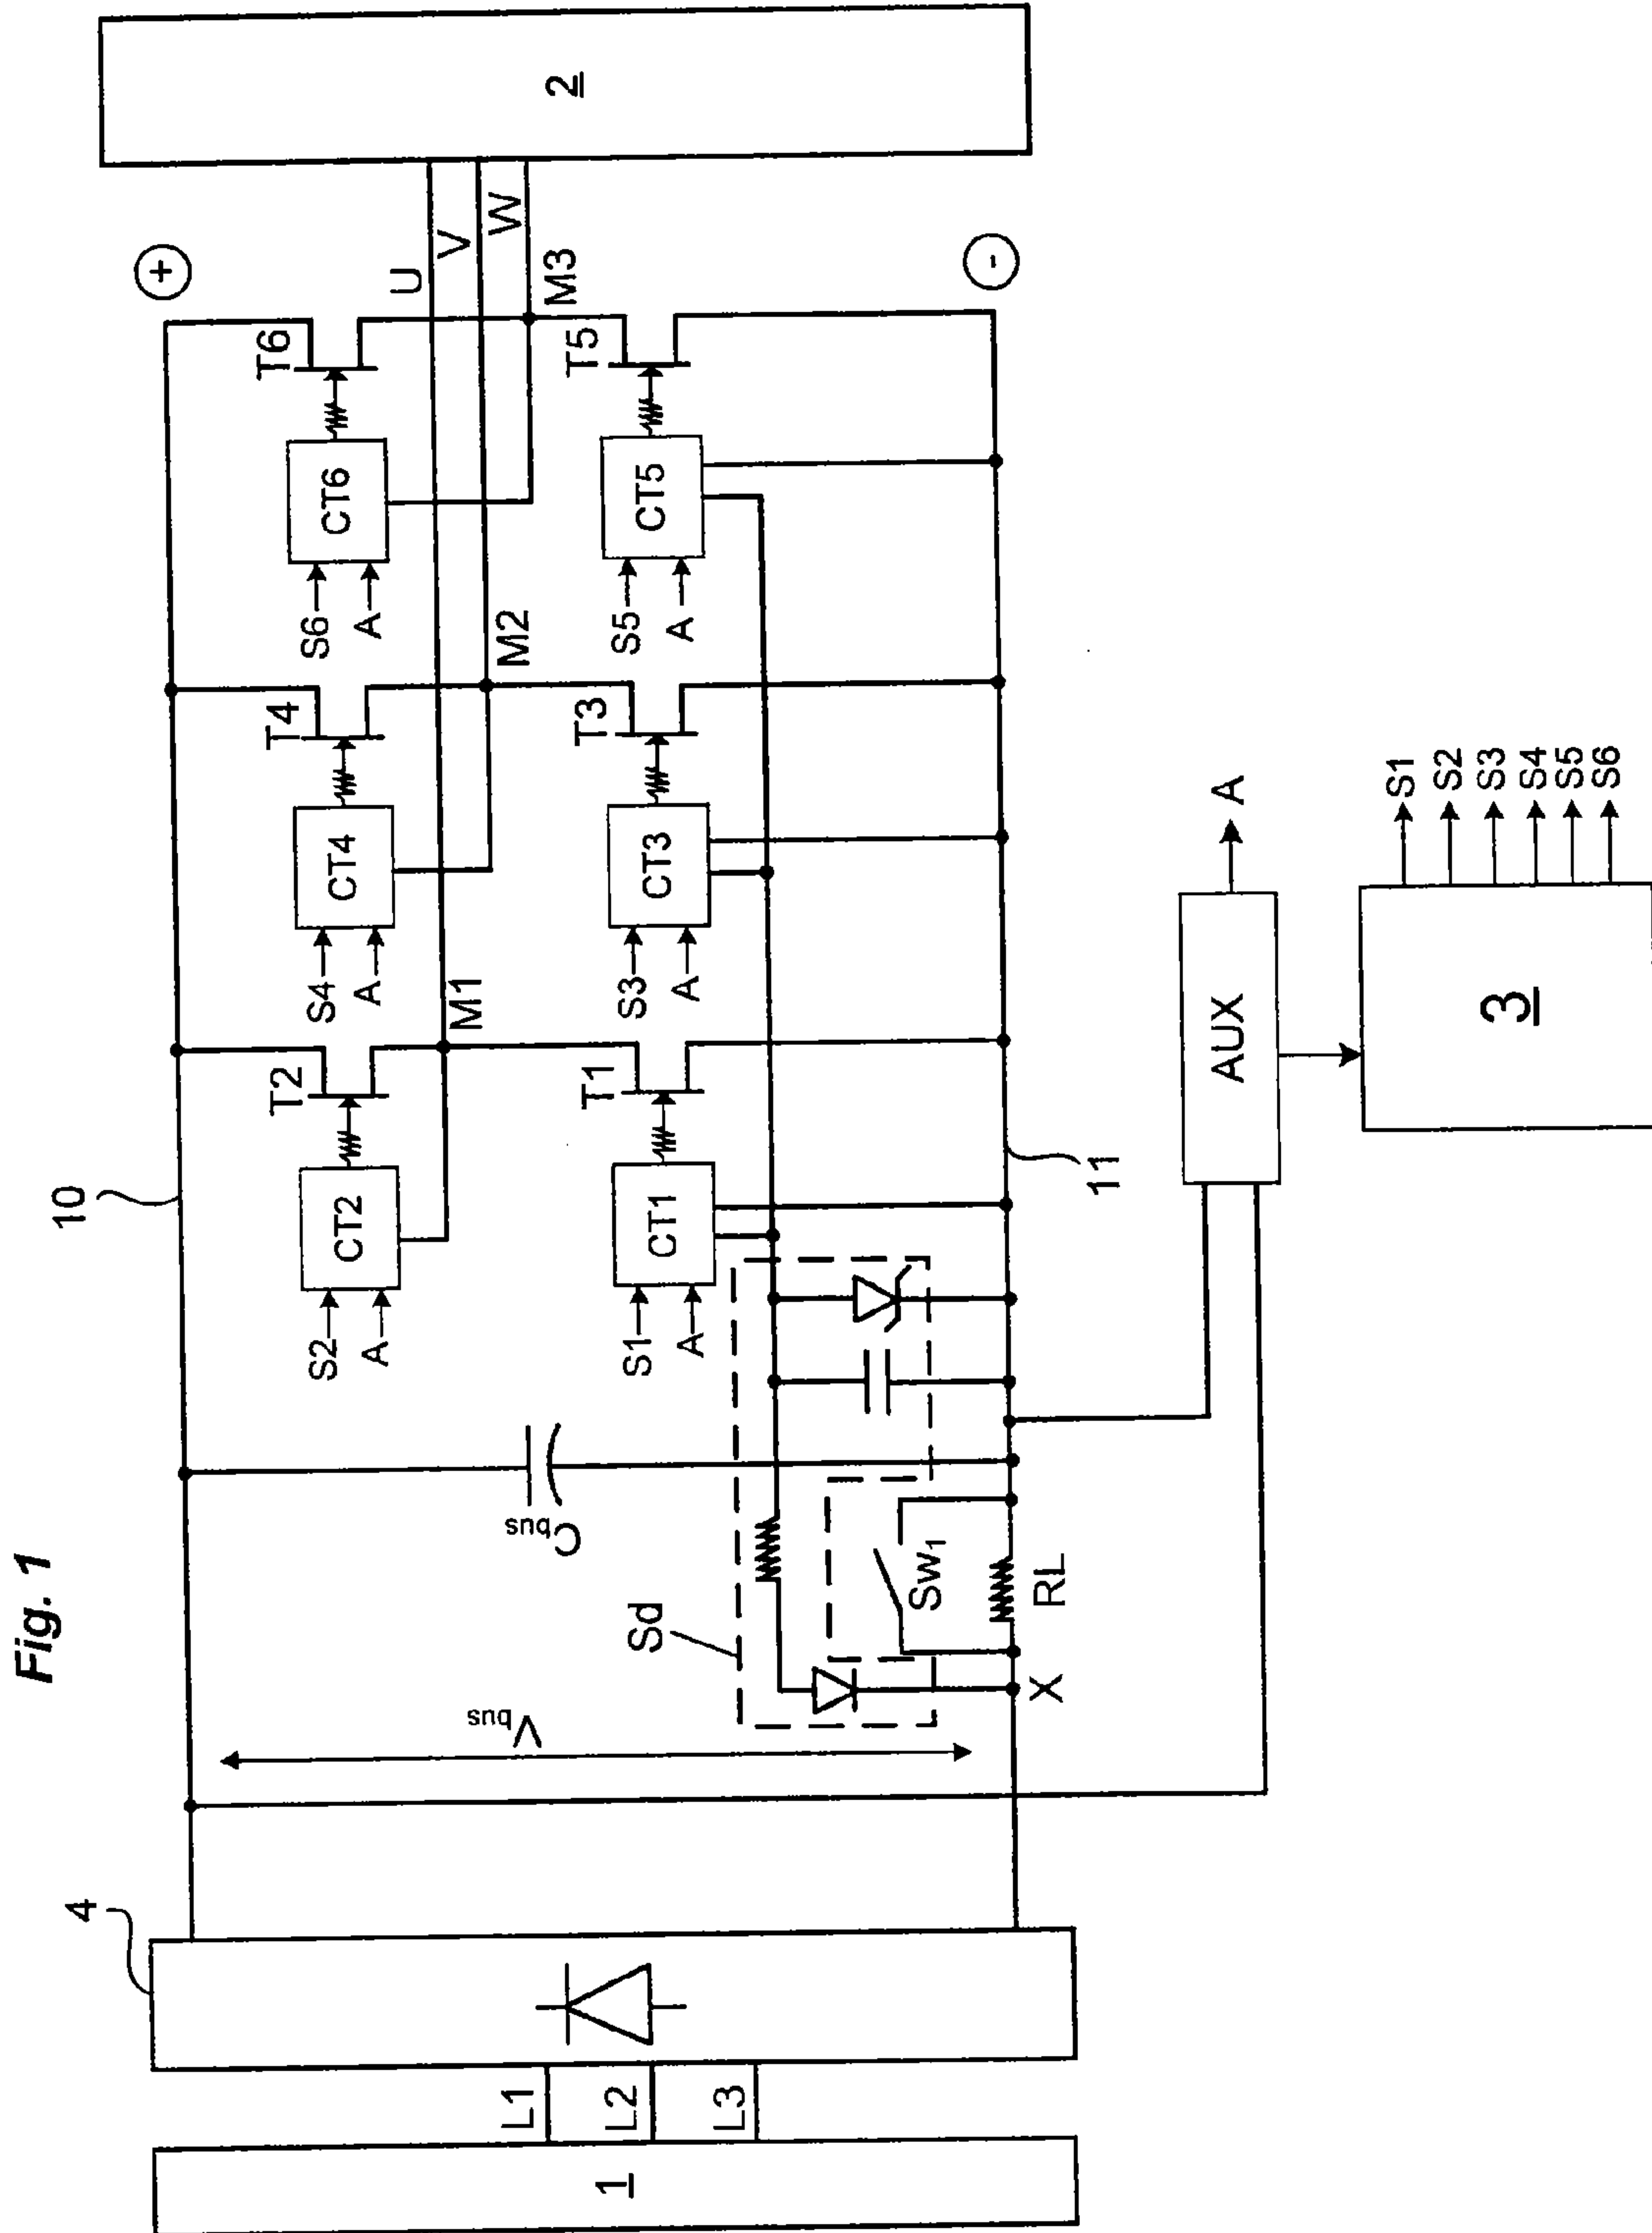 Fig. 1
1
L1
L2
L3
4
Vbus
10
Cbus
Sd
X
RL
Sw1
S2
A
CT2
T2
M1
S1
A
CT1
T1
11
S4
A
CT4
T4
M2
S3
A
CT3
T3
S6
A
CT6
T6
M3
S5
A
CT5
T5
U
V
W
+
-
2
AUX
A
3
S1
S2
S3
S4
S5
S6